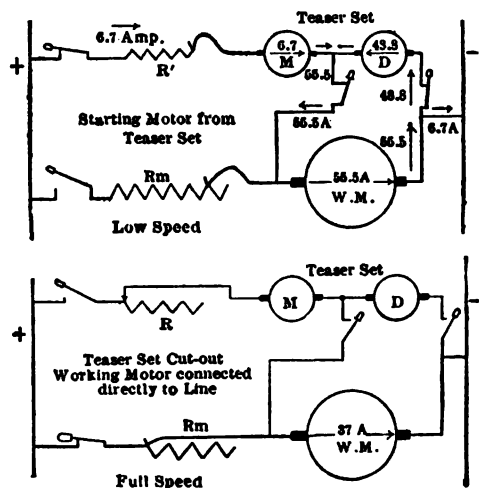 Teaser Set
6.7 Amp.
+
R'
6.7
M
43.8
D
−
55.5
48.8
Starting Motor from
Teaser Set
55.5A
55.5
6.7A
Rm
55.5A
W.M.
Low Speed
Teaser Set
+
R
M
D
−
Teaser Set Cut-out
Working Motor connected
directly to Line
Rm
37 A
W.M.
Full Speed